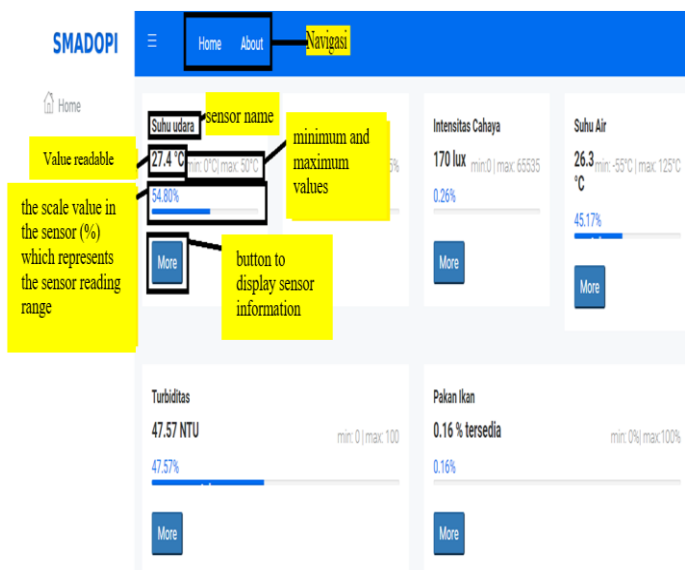 SMADOPI
☰
Home About
Navigasi
Home
Suhu udara
sensor name
27.4 °C
min: 0°C| max: 50°C
Value readable
minimum and
maximum
values
5%
54.80%
the scale value in
the sensor (%)
which represents
the sensor reading
range
More
button to
display sensor
information
Intensitas Cahaya
170 lux min:0 | max: 65535
0.26%
More
Suhu Air
26.3 min: -55°C | max: 125°C
°C
45.17%
More
Turbiditas
47.57 NTU min: 0 | max: 100
47.57%
More
Pakan Ikan
0.16 % tersedia min: 0%| max:100%
0.16%
More